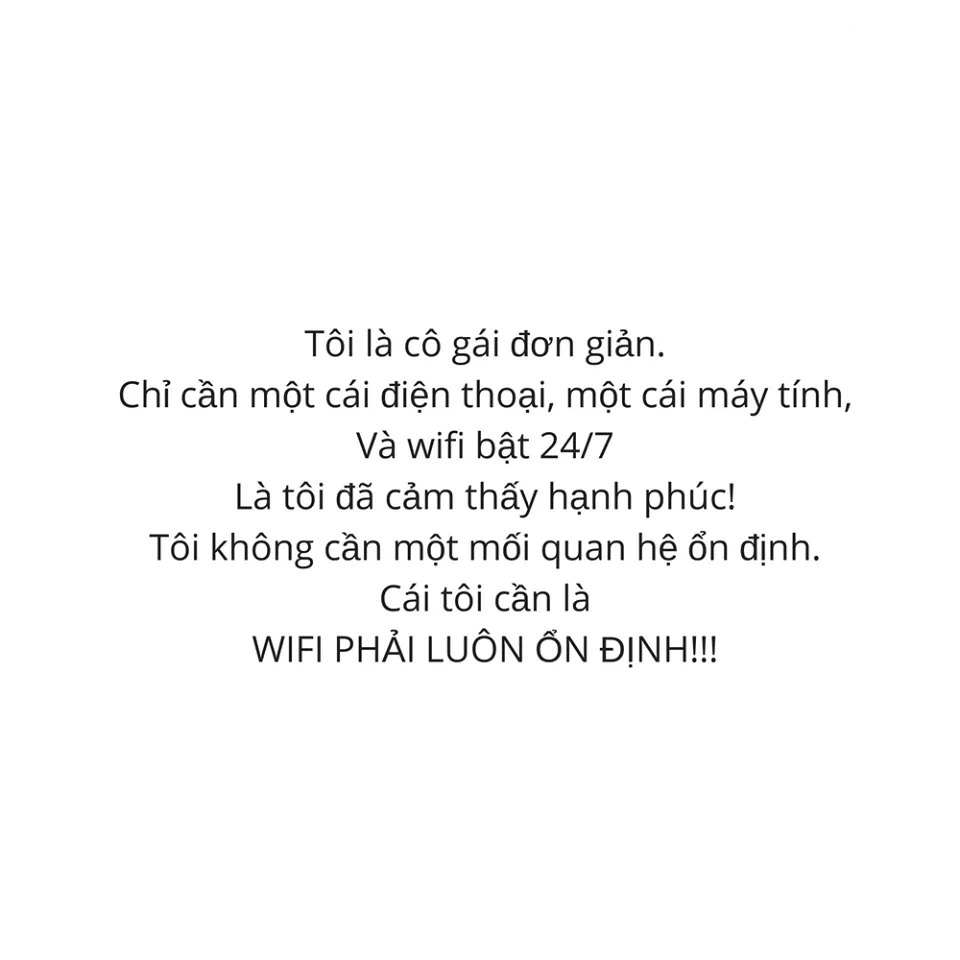 Tôi là cô gái đơn giản.
Chỉ cần một cái điện thoại, một cái máy tính,
Và wifi bật 24/7
Là tôi đã cảm thấy hạnh phúc!
Tôi không cần một mối quan hệ ổn định.
Cái tôi cần là
WIFI PHẢI LUÔN ỔN ĐỊNH!!!